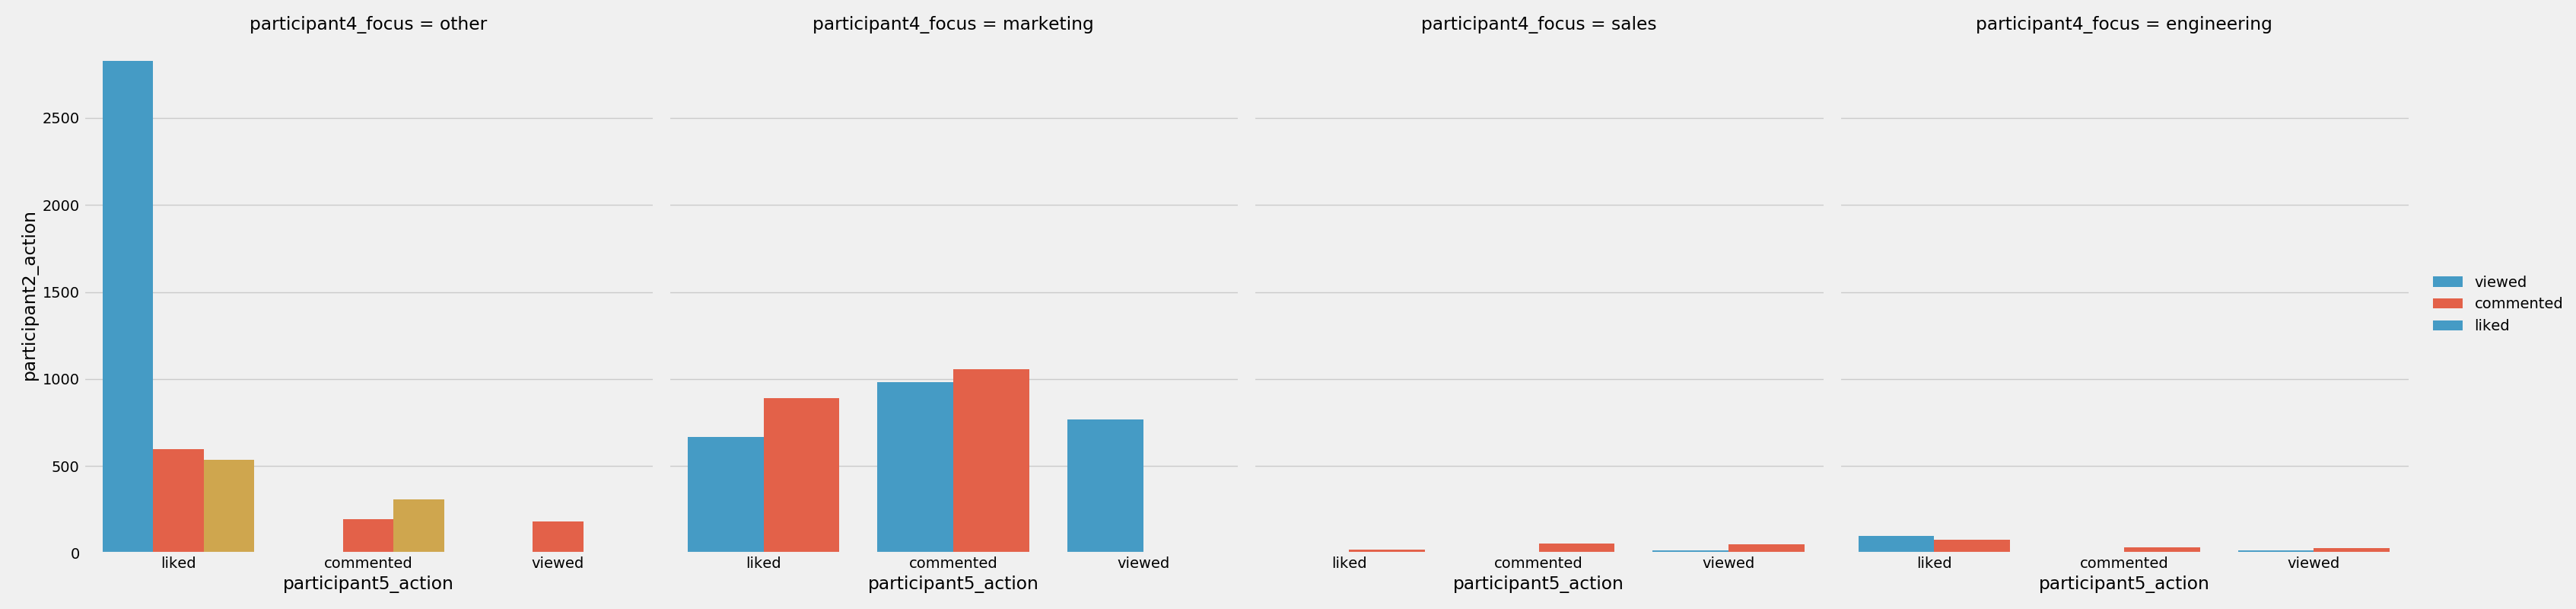 participant4_focus = other
participant4_focus = marketing
participant4_focus = sales
participant4_focus = engineering
participant2_action
2500
2000
1500
1000
500
0
liked commented viewed
participant5_action
liked commented viewed
participant5_action
liked commented viewed
participant5_action
liked commented viewed
participant5_action
viewed
commented
liked